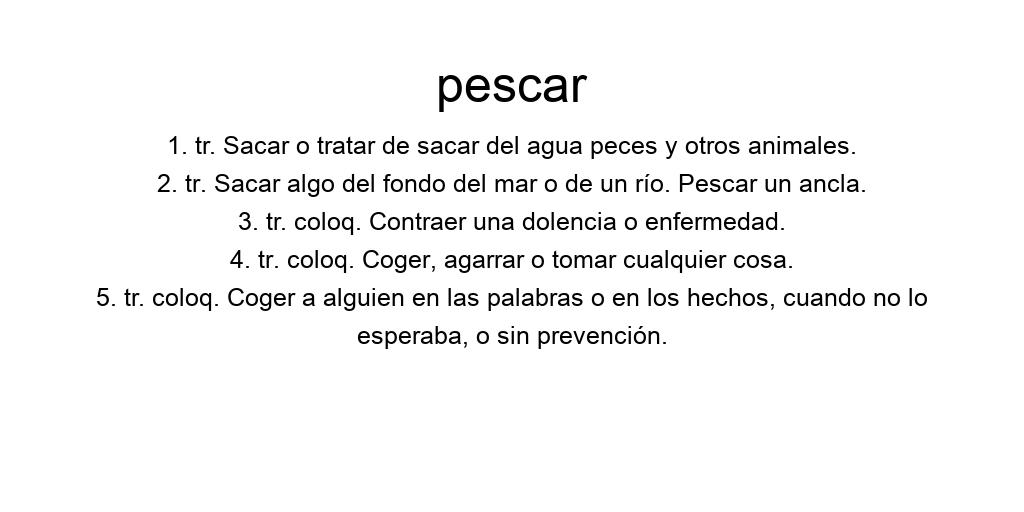 pescar
1. tr. Sacar o tratar de sacar del agua peces y otros animales.
2. tr. Sacar algo del fondo del mar o de un río. Pescar un ancla.
3. tr. coloq. Contraer una dolencia o enfermedad.
4. tr. coloq. Coger, agarrar o tomar cualquier cosa.
5. tr. coloq. Coger a alguien en las palabras o en los hechos, cuando no lo
esperaba, o sin prevención.